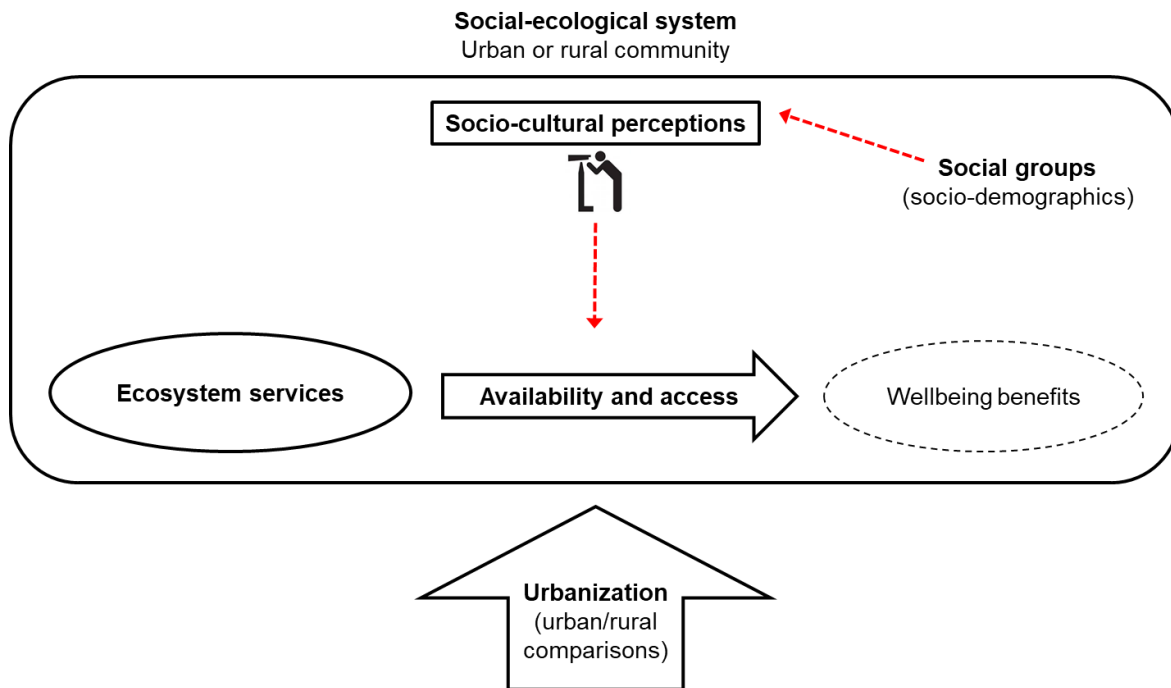 Social-ecological system
Urban or rural community
Socio-cultural perceptions
Social groups
(socio-demographics)
Ecosystem services
Availability and access
Wellbeing benefits
Urbanization
(urban/rural
comparisons)